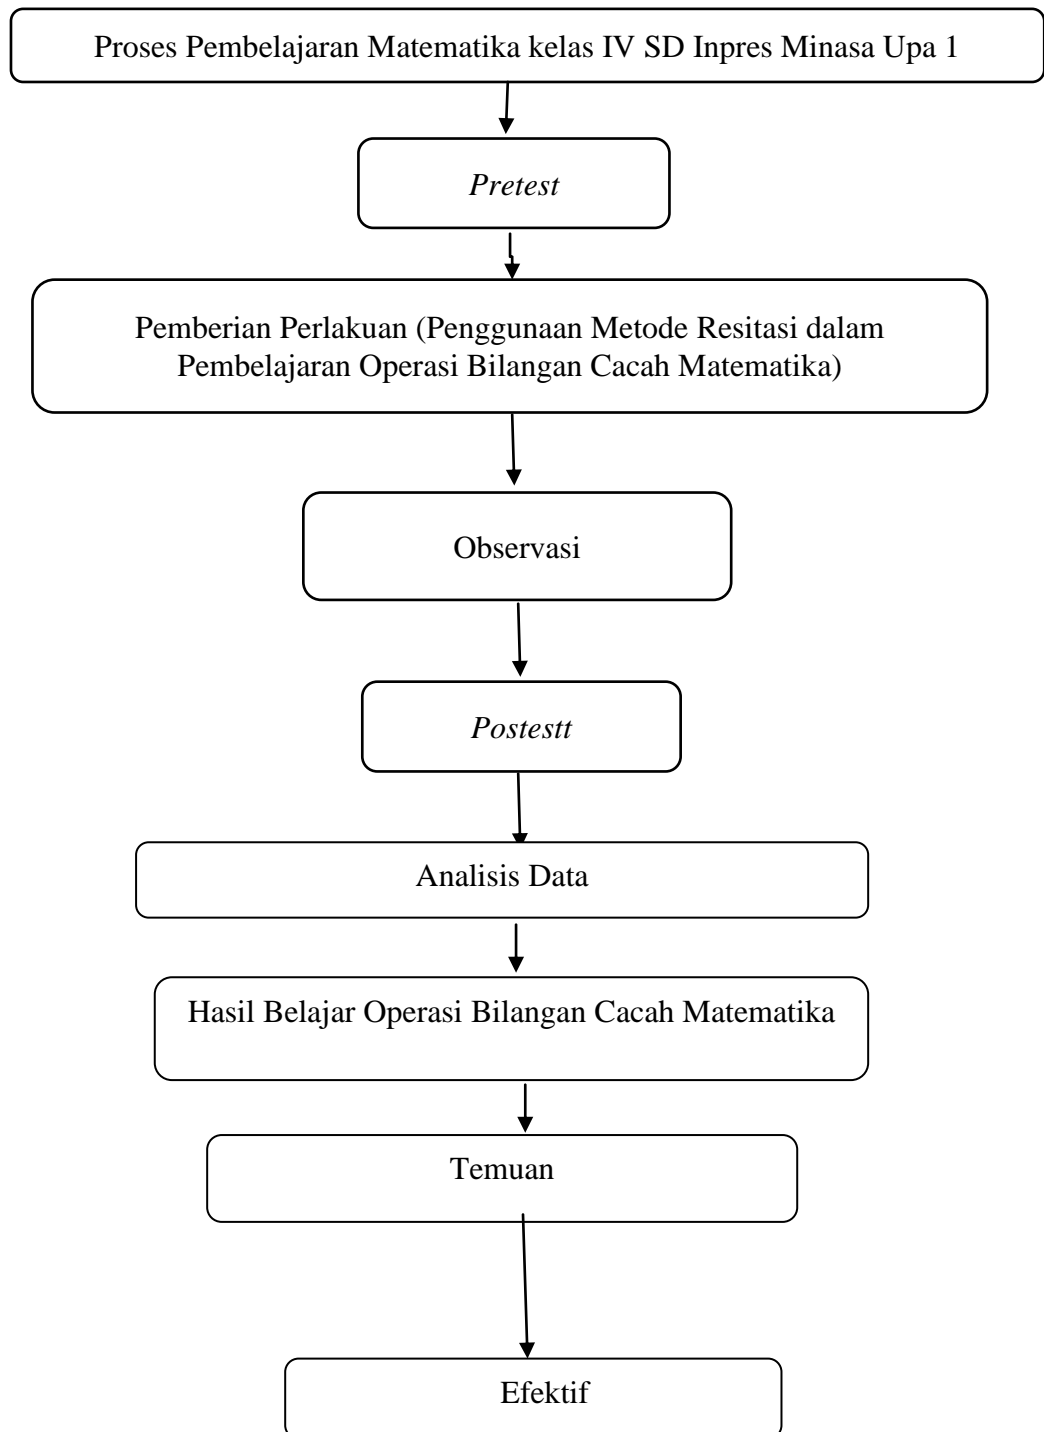 Proses Pembelajaran Matematika kelas IV SD Inpres Minasa Upa 1
Pretest
Pemberian Perlakuan (Penggunaan Metode Resitasi dalam
Pembelajaran Operasi Bilangan Cacah Matematika)
Observasi
Postestt
Analisis Data
Hasil Belajar Operasi Bilangan Cacah Matematika
Temuan
Efektif